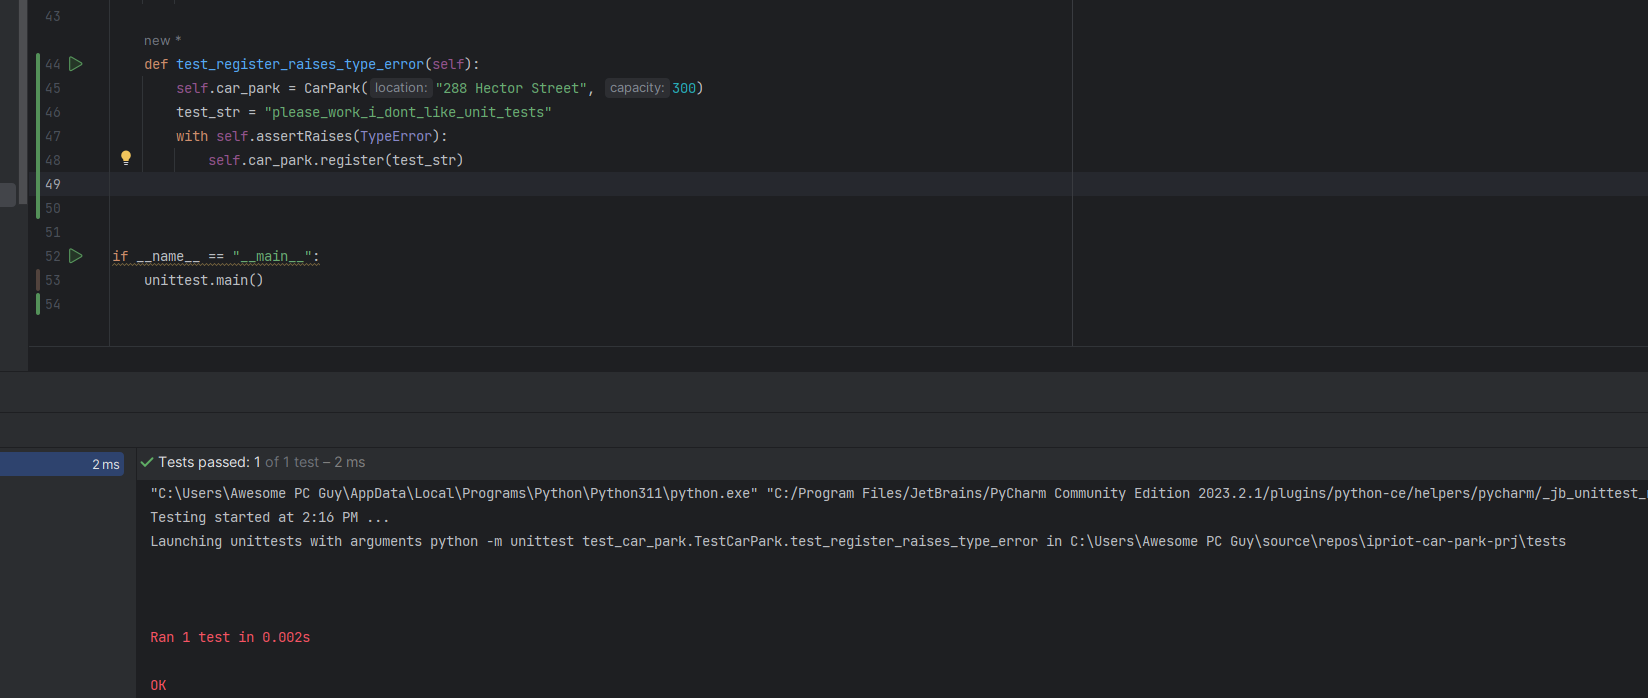 43
new *
44 def test_register_raises_type_error(self):
45 self.car_park = CarPark( location: "288 Hector Street", capacity: 300)
46 test_str = "please_work_i_dont_like_unit_tests"
47 with self.assertRaises(TypeError):
48 self.car_park.register(test_str)
49
50
51
52 if __name__ == "__main__":
53 unittest.main()
54
2 ms
Tests passed: 1 of 1 test – 2 ms
"C:\Users\Awesome PC Guy\AppData\Local\Programs\Python\Python311\python.exe" "C:/Program Files/JetBrains/PyCharm Community Edition 2023.2.1/plugins/python-ce/helpers/pycharm/_jb_unittest_
Testing started at 2:16 PM ...
Launching unittests with arguments python -m unittest test_car_park.TestCarPark.test_register_raises_type_error in C:\Users\Awesome PC Guy\source\repos\ipriot-car-park-prj\tests
Ran 1 test in 0.002s
OK